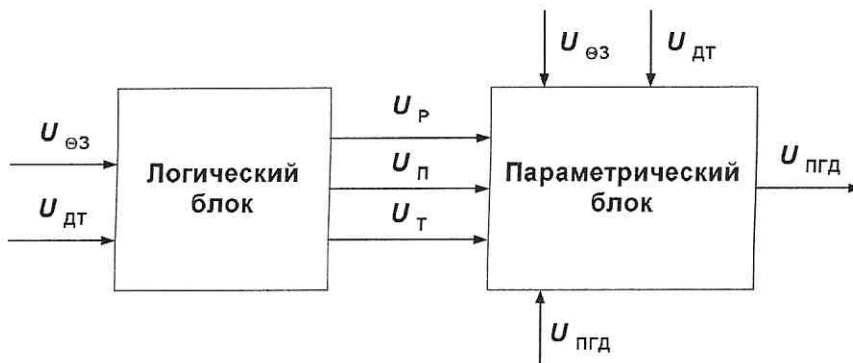 U ΘЗ
U ДТ
U ΘЗ
U Р
U ДТ
Логический
блок
U П
U Т
Параметрический
блок
U ПГД
U ПГД